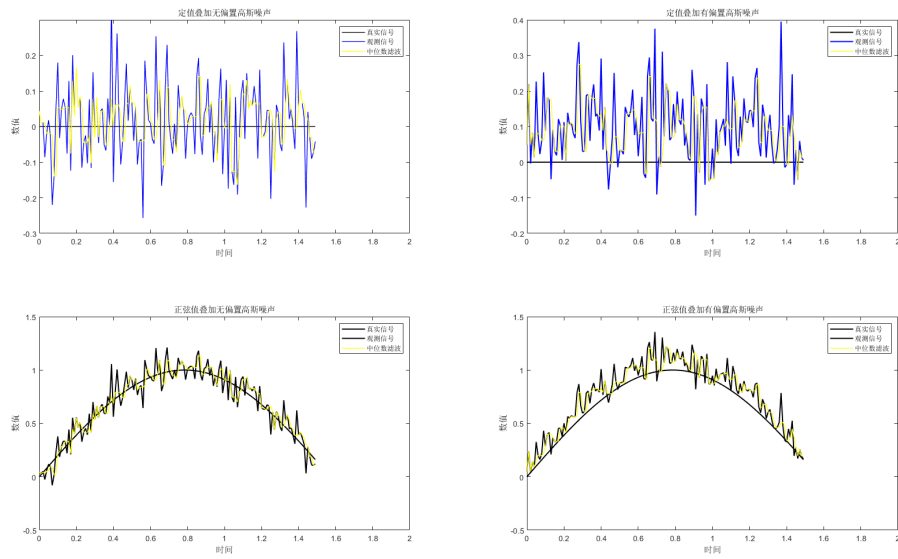 定值叠加无偏置高斯噪声
真实信号
观测信号
中位数滤波
数值
0.2
0.1
0
-0.1
-0.2
-0.3
0
0.2
0.4
0.6
0.8
1
1.2
1.4
1.6
1.8
2
时间
定值叠加有偏置高斯噪声
真实信号
观测信号
中位数滤波
数值
0.4
0.3
0.2
0.1
0
-0.1
-0.2
0
0.2
0.4
0.6
0.8
1
1.2
1.4
1.6
1.8
2
时间
正弦值叠加无偏置高斯噪声
真实信号
观测信号
中位数滤波
数值
1.5
1
0.5
0
-0.5
0
0.2
0.4
0.6
0.8
1
1.2
1.4
1.6
1.8
2
时间
正弦值叠加有偏置高斯噪声
真实信号
观测信号
中位数滤波
数值
1.5
1
0.5
0
-0.5
0
0.2
0.4
0.6
0.8
1
1.2
1.4
1.6
1.8
2
时间